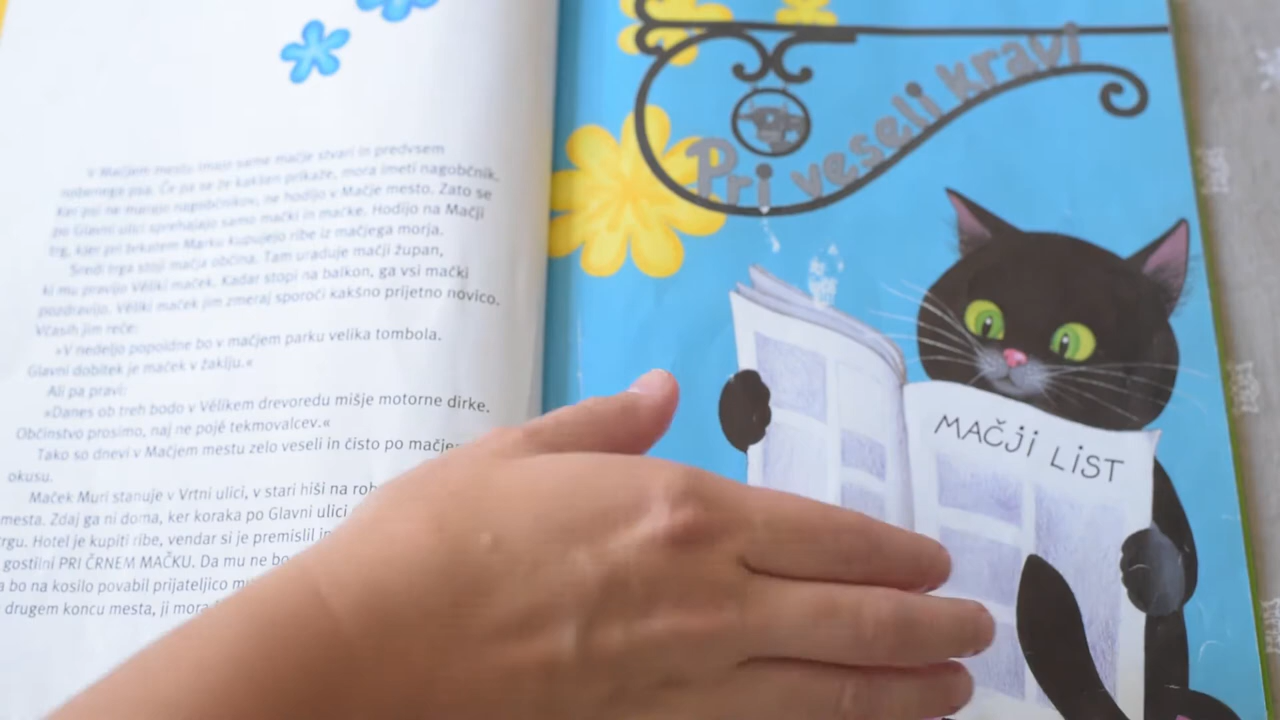 V Mačjem mestu imajo same mačje stvari in predvsem
nobenega psa. Če pa se že kakšen prikaže, mora imeti nagobčnik.
Ker psi ne marajo nagobčnikov, ne hodijo v Mačje mesto. Zato se
po Glavni ulici sprehajajo samo mački in mačke. Hodijo na Mačji
trg, kjer pri brkatem Marku kupujejo ribe iz mačjega morja.
Sredi trga stoji mačja občina. Tam uraduje mačji župan,
ki mu pravijo Véliki maček. Kadar stopi na balkon, ga vsi mački
pozdravijo. Véliki maček jim zmeraj sporoči kakšno prijetno novico.
Včasih jim reče:
»V nedeljo popoldne bo v mačjem parku velika tombola.
Glavni dobitek je maček v žaklju.«
Ali pa pravi:
»Danes ob treh bodo v Vélikem drevoredu mišje motorne dirke.
Občinstvo prosimo, naj ne pojé tekmovalcev.«
Tako so dnevi v Mačjem mestu zelo veseli in čisto po
okusu.
Maček Muri stanuje v Vrtni ulici, v stari hiši na
mesta. Zdaj ga ni doma, ker koraka po Glavni ulici
Hotel je kupiti ribe, vendar si je premislil
gostilni PRI ČRNEM MAČKU. Da mu ne bo
bo na kosilo povabil prijateljico
drugem koncu mesta, ji mora
Pri veseli kravi
MAČJI LIST